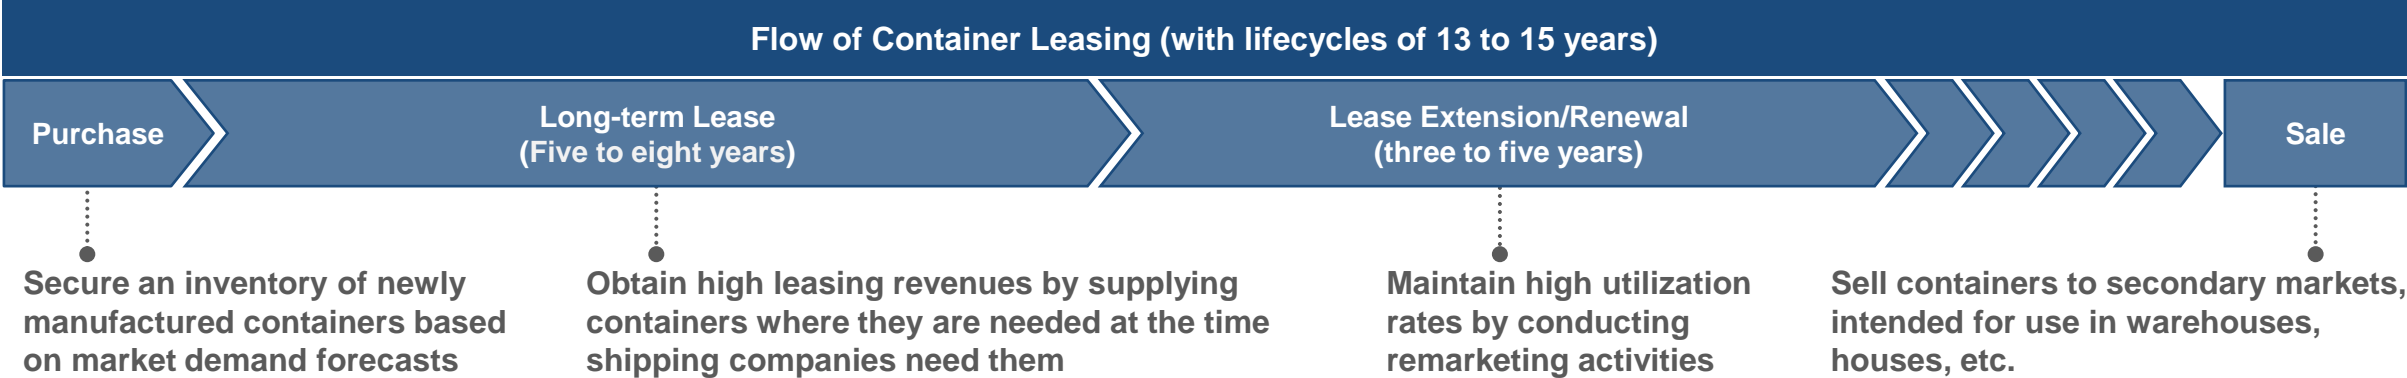 Flow of Container Leasing (with lifecycles of 13 to 15 years)
Purchase
Long-term Lease
(Five to eight years)
Lease Extension/Renewal
(three to five years)
Sale
Secure an inventory of newly
manufactured containers based
on market demand forecasts
Obtain high leasing revenues by supplying
containers where they are needed at the time
shipping companies need them
Maintain high utilization
rates by conducting
remarketing activities
Sell containers to secondary markets,
intended for use in warehouses,
houses, etc.